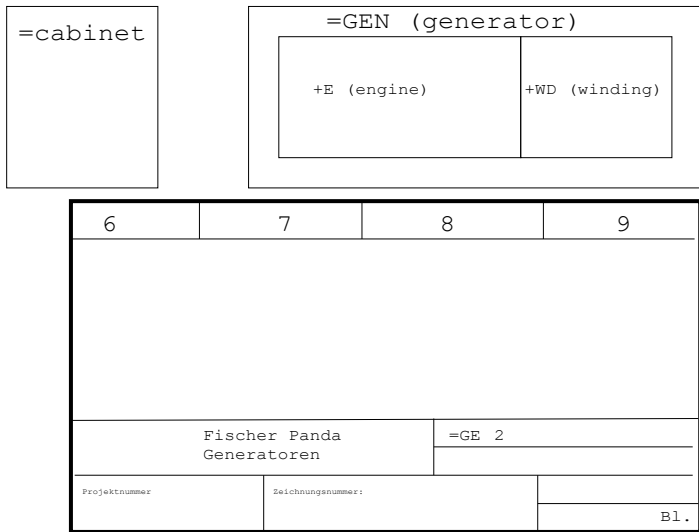 =cabinet
=GEN (generator)
+E (engine)
+WD (winding)
6 7 8 9
Fischer Panda
Generatoren
=GE 2
Projektnummer
Zeichnungsnummer:
Bl.